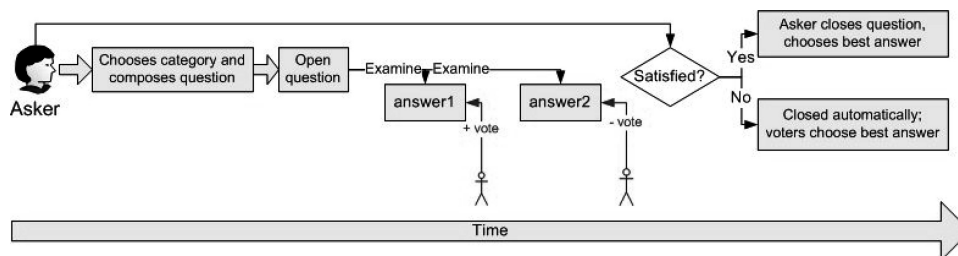 Asker
Chooses category and
composes question
Open
question
Examine
Examine
answer1
answer2
+ vote
- vote
Satisfied?
Yes
No
Asker closes question,
chooses best answer
Closed automatically;
voters choose best answer
Time